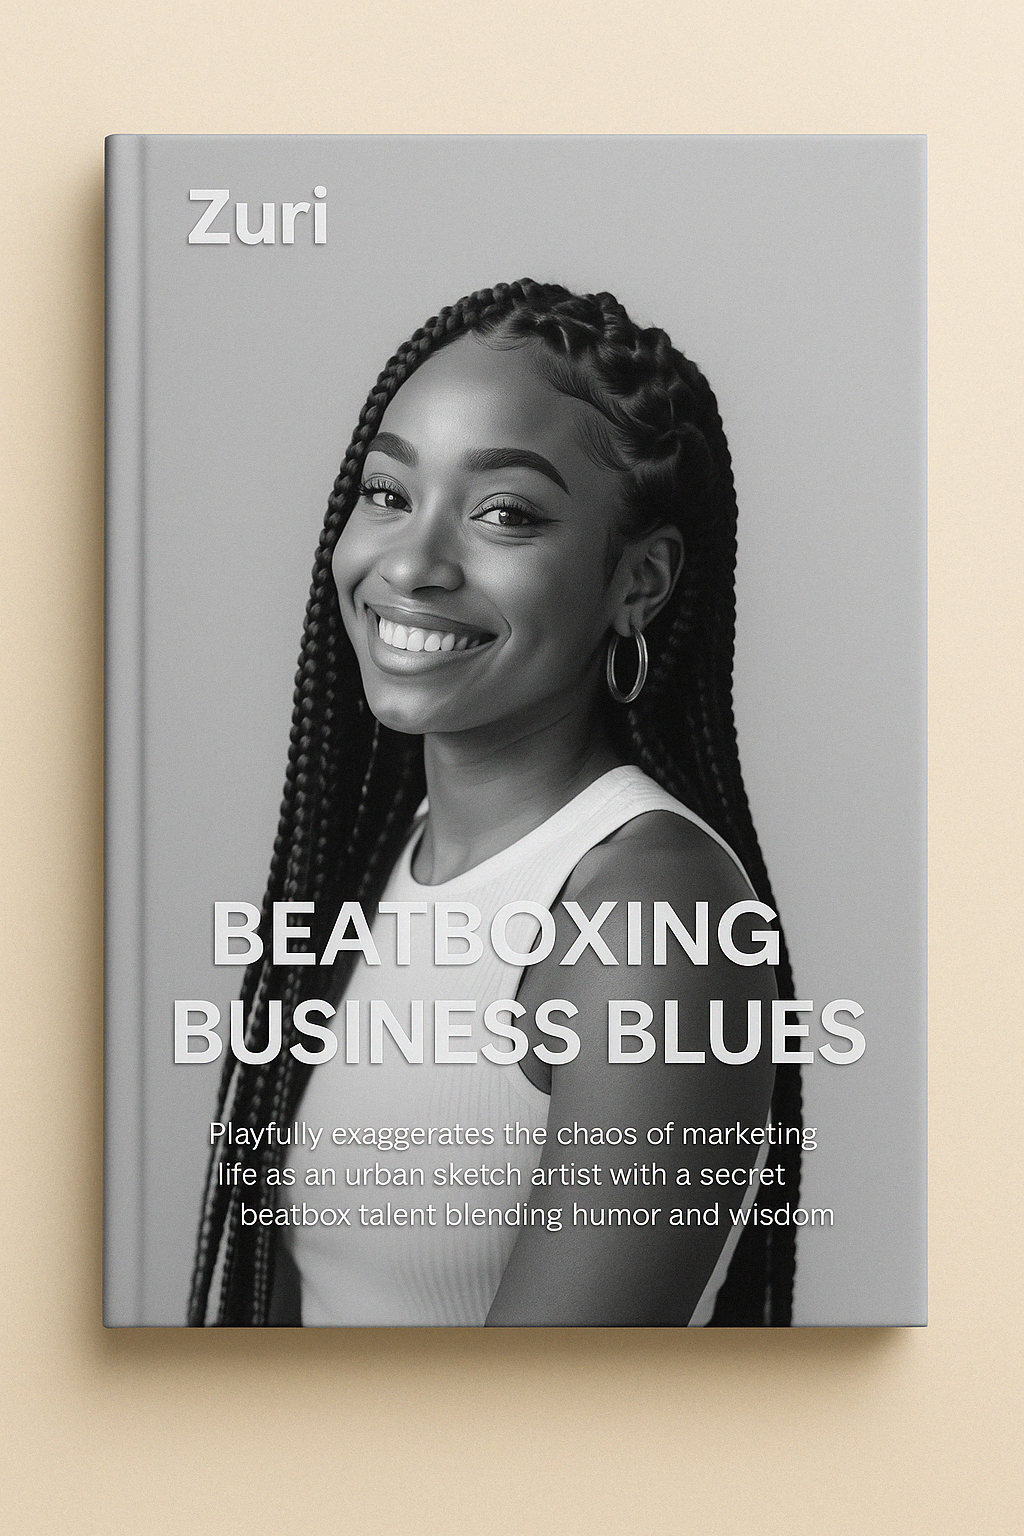 Zuri
BEATBOXING
BUSINESS BLUES
Playfully exaggerates the chaos of marketing
life as an urban sketch artist with a secret
beatbox talent blending humor and wisdom